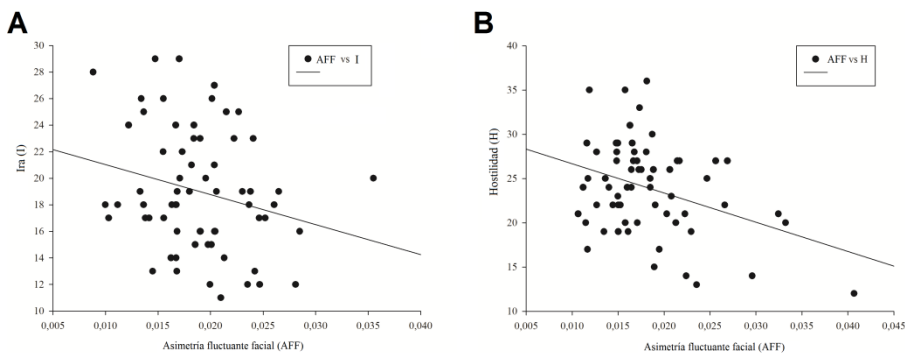 A
30
28
26
24
22
20
18
16
14
12
10
Ira (I)
AFF vs I
0,005 0,010 0,015 0,020 0,025 0,030 0,035 0,040
Asimetría fluctuante facial (AFF)
B
40
35
30
25
20
15
10
Hostilidad (H)
AFF vs H
0,005 0,010 0,015 0,020 0,025 0,030 0,035 0,040 0,045
Asimetría fluctuante facial (AFF)